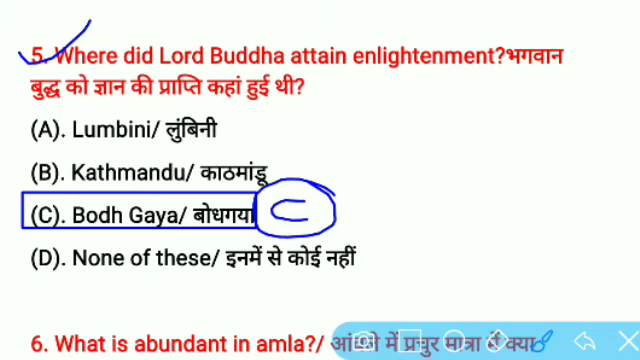 5. Where did Lord Buddha attain enlightenment?भगवान
बुद्ध को ज्ञान की प्राप्ति कहां हुई थी?
(A). Lumbini/ लुंबिनी
(B). Kathmandu/ काठमांडू
(C). Bodh Gaya/ बोधगया C
(D). None of these/ इनमें से कोई नहीं
6. What is abundant in amla?/ आंवले में प्रचुर मात्रा में क्या